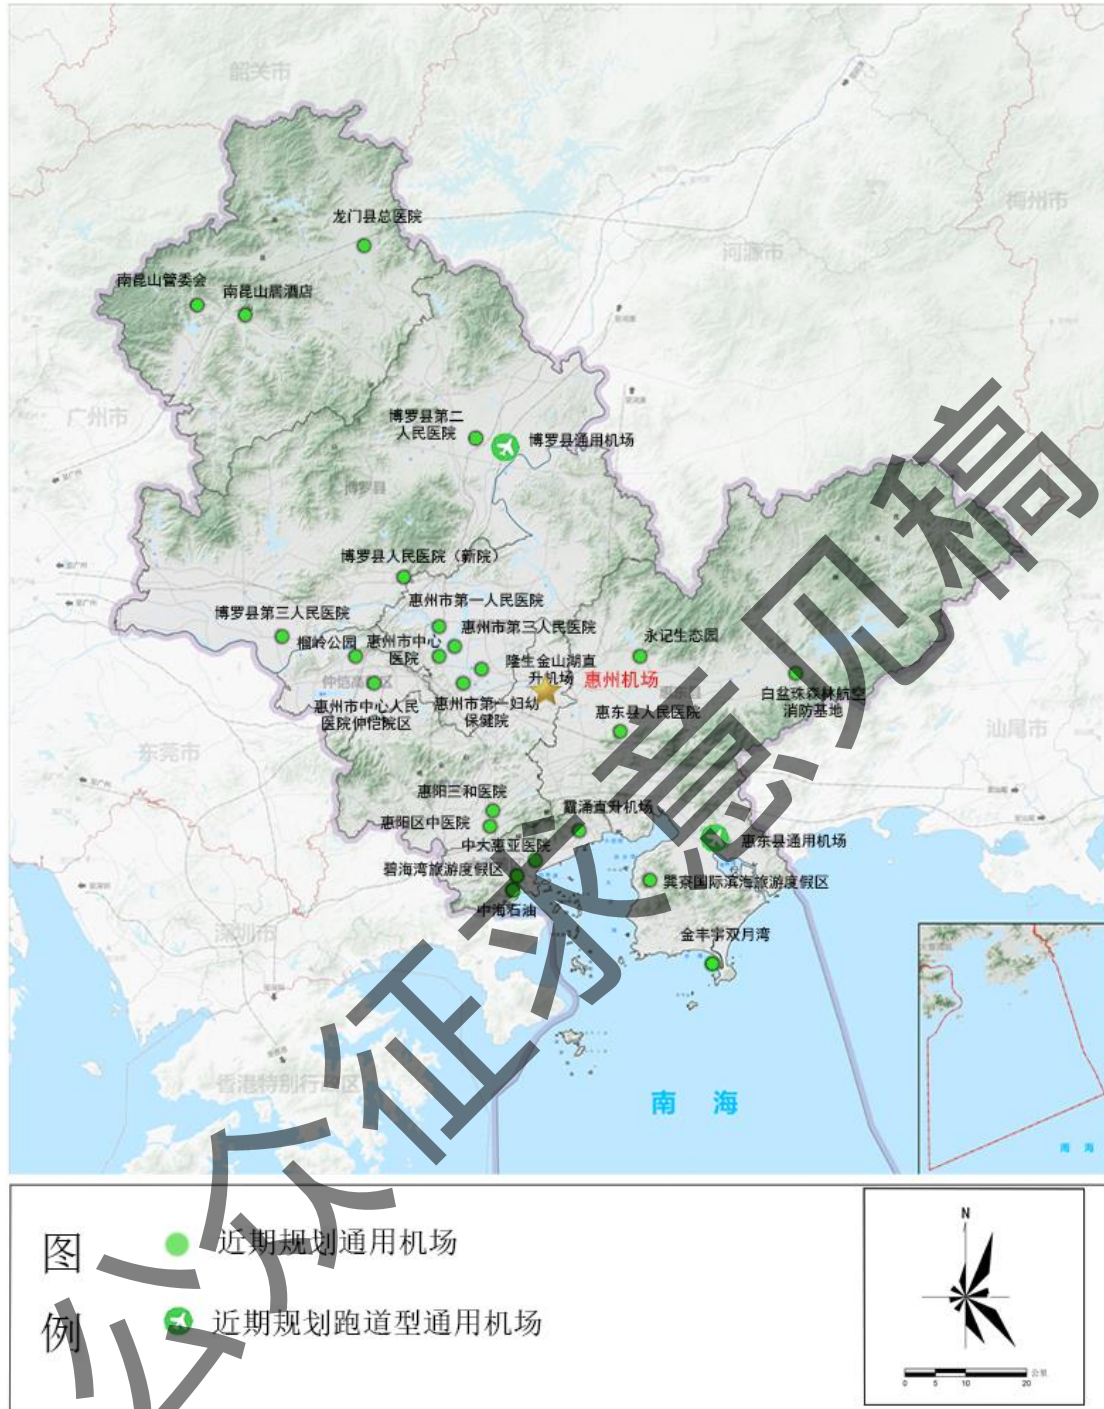 韶关市
梅州市
龙门县总医院
河源市
南昆山管委会
南昆山居酒店
广州市
博罗县第二
人民医院
博罗县通用机场
博罗县
博罗县人民医院（新院）
惠州市第一人民医院
博罗县第三人民医院
惠州市第三人民医院
榈岭公园
惠州市中心
医院
永记生态园
隆生金山湖直
升机场
惠州机场
惠东县
仲恺高新区
白盆珠森林航空
消防基地
惠州市中心人民
医院仲恺院区
惠州市第一妇幼
保健院
惠东县人民医院
汕尾市
东莞市
惠阳三和医院
霞涌直升机场
惠阳区中医院
中大惠亚医院
惠东县通用机场
碧海湾旅游度假区
巽寮国际滨海旅游度假区
中海石油
深圳市
金丰宇双月湾
香港特别行政区
南 海
南 海
公众征求意见稿
图
例
近期规划通用机场
近期规划跑道型通用机场
N
0 5 10 20 公里